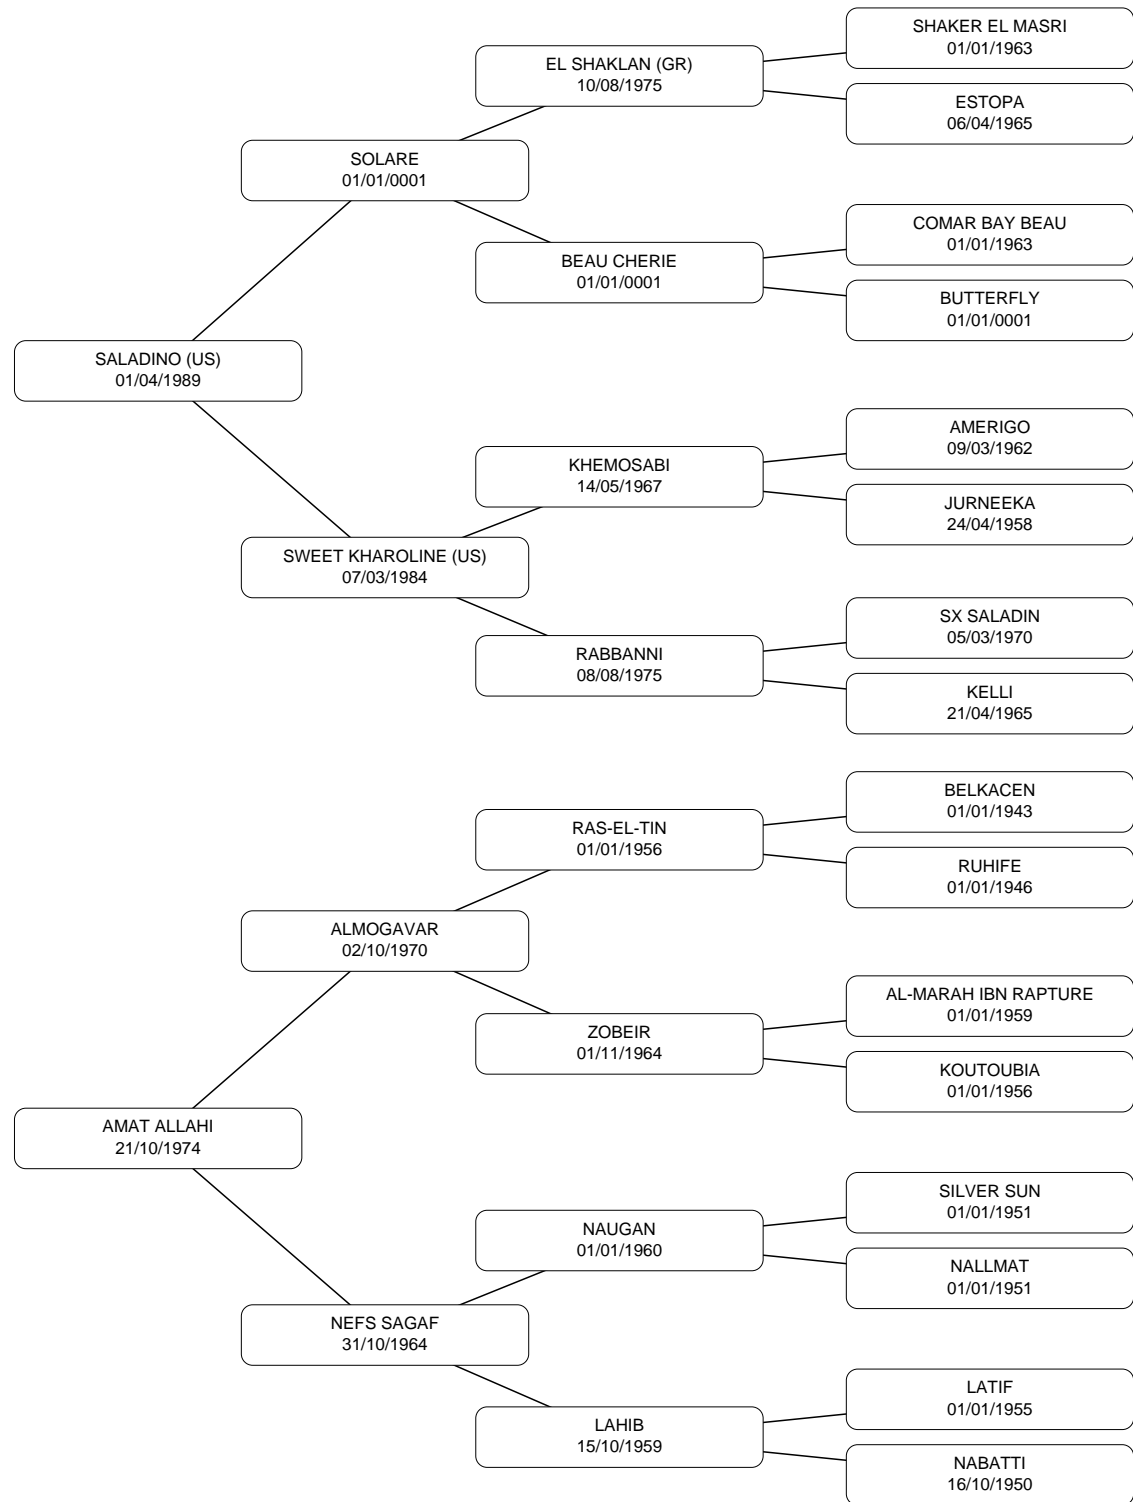 SHAKER EL MASRI
01/01/1963
EL SHAKLAN (GR)
10/08/1975
ESTOPA
06/04/1965
SOLARE
01/01/0001
COMAR BAY BEAU
01/01/1963
BEAU CHERIE
01/01/0001
BUTTERFLY
01/01/0001
SALADINO (US)
01/04/1989
AMERIGO
09/03/1962
KHEMOSABI
14/05/1967
JURNEEKA
24/04/1958
SWEET KHAROLINE (US)
07/03/1984
SX SALADIN
05/03/1970
RABBANNI
08/08/1975
KELLI
21/04/1965
BELKACEN
01/01/1943
RAS-EL-TIN
01/01/1956
RUHIFE
01/01/1946
ALMOGAVAR
02/10/1970
AL-MARAH IBN RAPTURE
01/01/1959
ZOBEIR
01/11/1964
KOUTOUBIA
01/01/1956
AMAT ALLAHI
21/10/1974
SILVER SUN
01/01/1951
NAUGAN
01/01/1960
NALLMAT
01/01/1951
NEFS SAGAF
31/10/1964
LATIF
01/01/1955
LAHIB
15/10/1959
NABATTI
16/10/1950